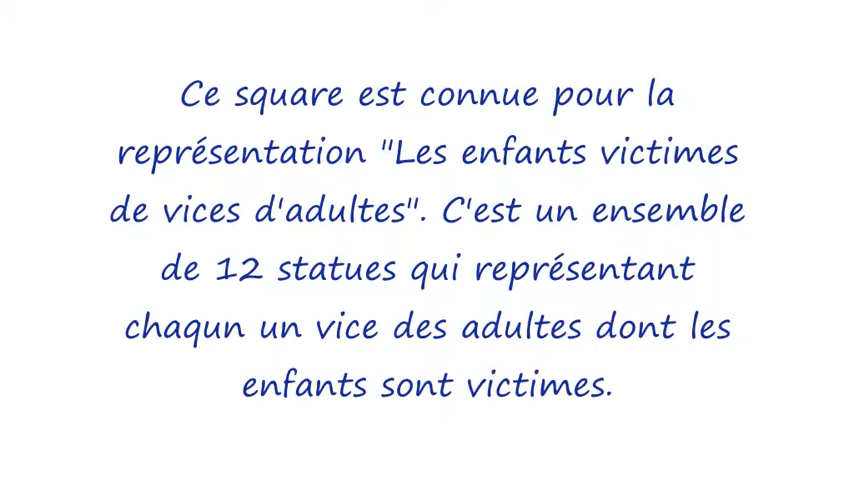 Ce square est connue pour la
représentation "Les enfants victimes
de vices d'adultes". C'est un ensemble
de 12 statues qui représentant
chaqun un vice des adultes dont les
enfants sont victimes.